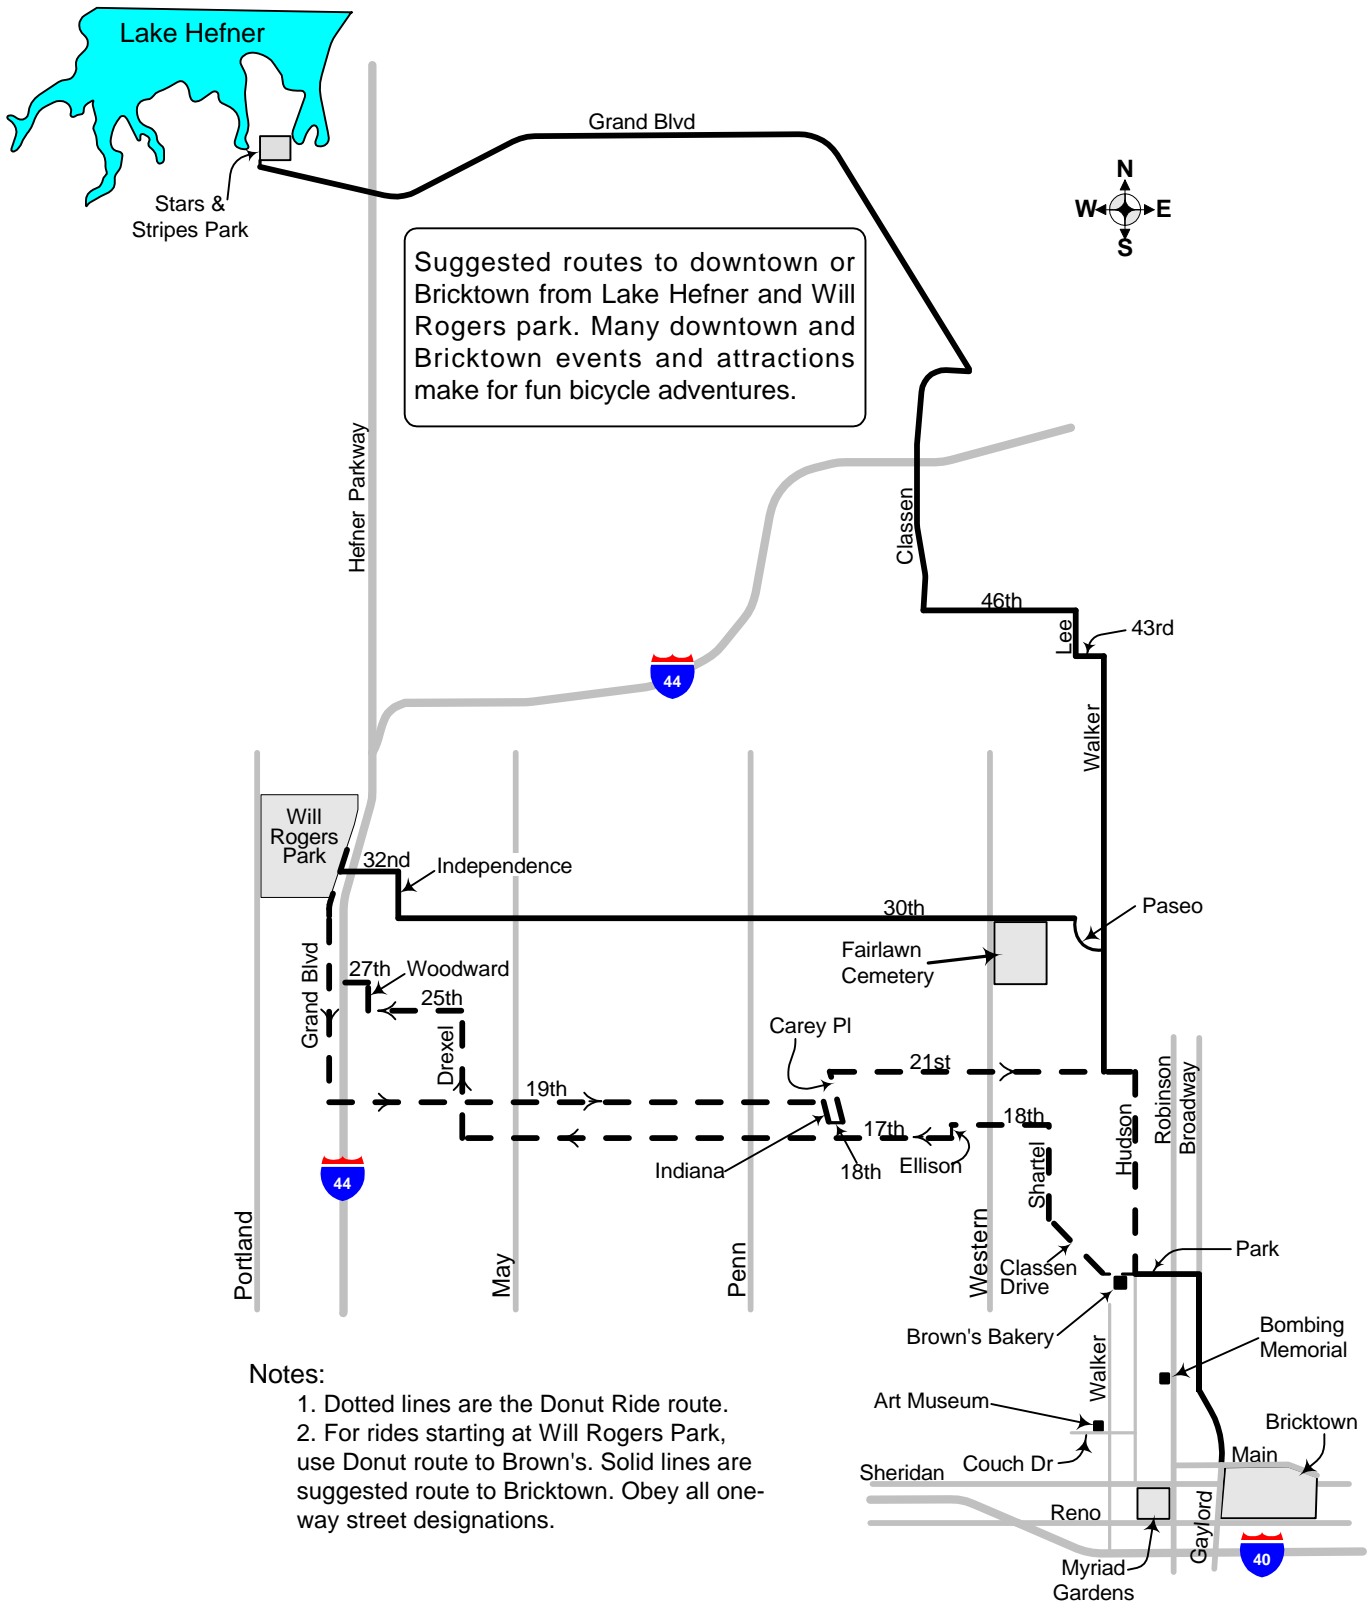 Lake Hefner
Grand Blvd
Stars &
Stripes Park
N
W
E
S
Suggested routes to downtown or
Bricktown from Lake Hefner and Will
Rogers park. Many downtown and
Bricktown events and attractions
make for fun bicycle adventures.
Hefner Parkway
Classen
46th
Lee
43rd
44
Walker
Will
Rogers
Park
32nd
Independence
30th
Paseo
Fairlawn
Cemetery
Grand Blvd
27th
Woodward
25th
Drexel
Carey Pl
21st
19th
Robinson
Broadway
Hudson
18th
17th
Shartel
Ellison
Indiana
18th
44
Portland
May
Penn
Western
Classen
Drive
Park
Brown's Bakery
Walker
Bombing
Memorial
Art Museum
Bricktown
Couch Dr
Main
Sheridan
Reno
Gaylord
40
Myriad
Gardens
Notes:
1. Dotted lines are the Donut Ride route.
2. For rides starting at Will Rogers Park,
use Donut route to Brown's. Solid lines are
suggested route to Bricktown. Obey all one-
way street designations.